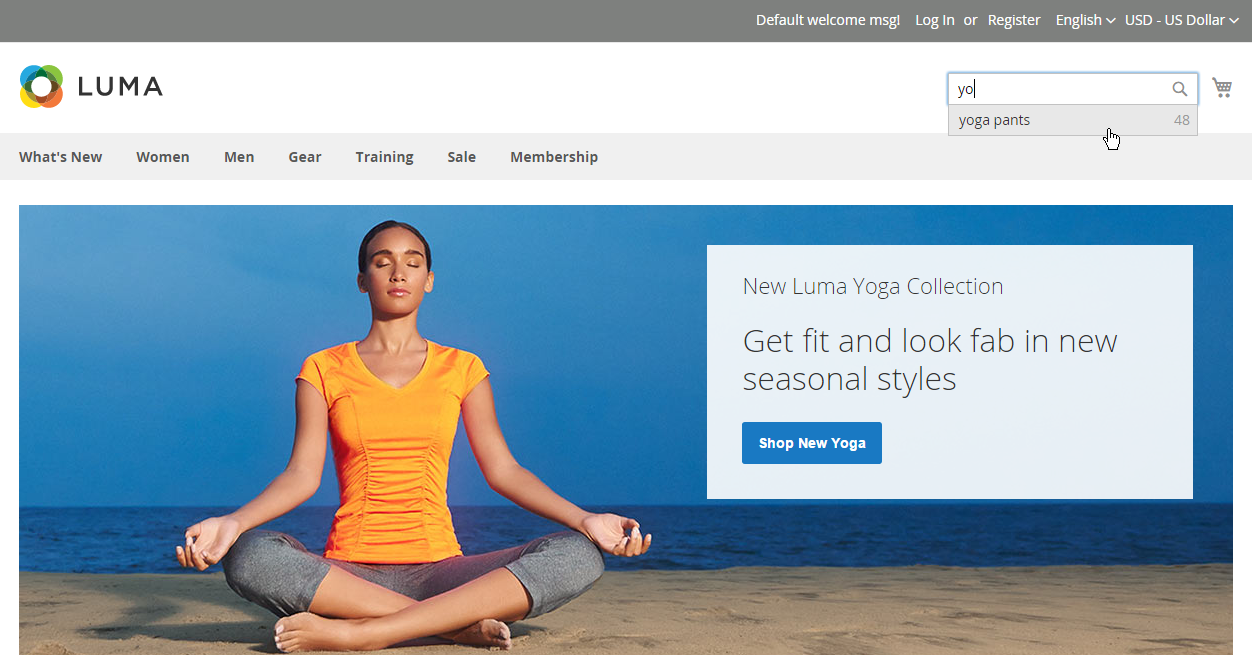 Default welcome msg! Log In or Register English USD - US Dollar
LUMA
yo
yoga pants 48
What's New Women Men Gear Training Sale Membership
New Luma Yoga Collection
Get fit and look fab in new
seasonal styles
Shop New Yoga